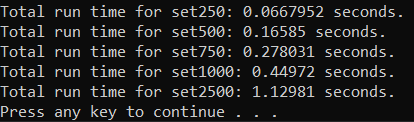 Total run time for set250: 0.0667952 seconds.
Total run time for set500: 0.16585 seconds.
Total run time for set750: 0.278031 seconds.
Total run time for set1000: 0.44972 seconds.
Total run time for set2500: 1.12981 seconds.
Press any key to continue . . .